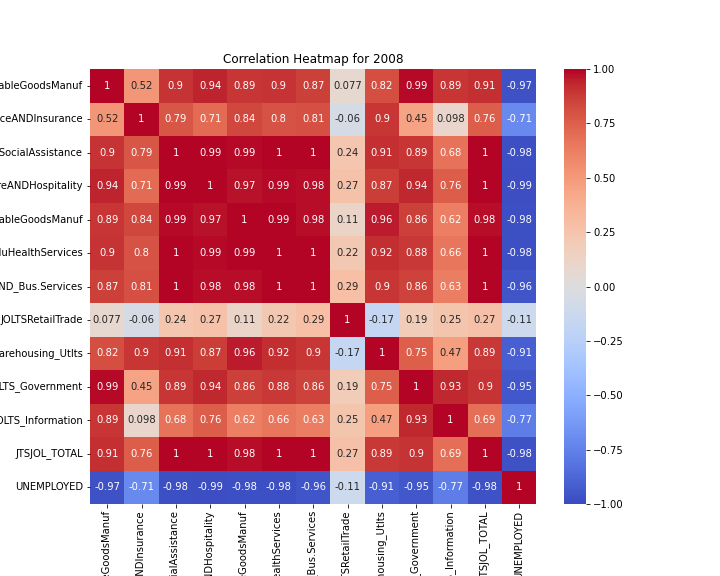 Correlation Heatmap for 2008
ableGoodsManuf 1 0.52 0.9 0.94 0.89 0.9 0.87 0.077 0.82 0.99 0.89 0.91 -0.97
ceANDInsurance 0.52 1 0.79 0.71 0.84 0.8 0.81 -0.06 0.9 0.45 0.098 0.76 -0.71
SocialAssistance 0.9 0.79 1 0.99 0.99 1 1 0.24 0.91 0.89 0.68 1 -0.98
reANDHospitality 0.94 0.71 0.99 1 0.97 0.99 0.98 0.27 0.87 0.94 0.76 1 -0.99
ableGoodsManuf 0.89 0.84 0.99 0.97 1 0.99 0.98 0.11 0.96 0.86 0.62 0.98 -0.98
duHealthServices 0.9 0.8 1 0.99 0.99 1 1 0.22 0.92 0.88 0.66 1 -0.98
ND_Bus.Services 0.87 0.81 1 0.98 0.98 1 1 0.29 0.9 0.86 0.63 1 -0.96
JOLTSRetailTrade 0.077 -0.06 0.24 0.27 0.11 0.22 0.29 1 -0.17 0.19 0.25 0.27 -0.11
arehousing_Utlts 0.82 0.9 0.91 0.87 0.96 0.92 0.9 -0.17 1 0.75 0.47 0.89 -0.91
LTS_Government 0.99 0.45 0.89 0.94 0.86 0.88 0.86 0.19 0.75 1 0.93 0.9 -0.95
OLTS_Information 0.89 0.098 0.68 0.76 0.62 0.66 0.63 0.25 0.47 0.93 1 0.69 -0.77
JTSJOL_TOTAL 0.91 0.76 1 1 0.98 1 1 0.27 0.89 0.9 0.69 1 -0.98
UNEMPLOYED -0.97 -0.71 -0.98 -0.99 -0.98 -0.98 -0.96 -0.11 -0.91 -0.95 -0.77 -0.98 1
eGoodsManuf
NDInsurance
ialAssistance
NDHospitality
eGoodsManuf
ealthServices
_Bus.Services
TSRetailTrade
housing_Utlts
_Government
_Information
TSJOL_TOTAL
UNEMPLOYED
1.00
0.75
0.50
0.25
0.00
−0.25
−0.50
−0.75
−1.00